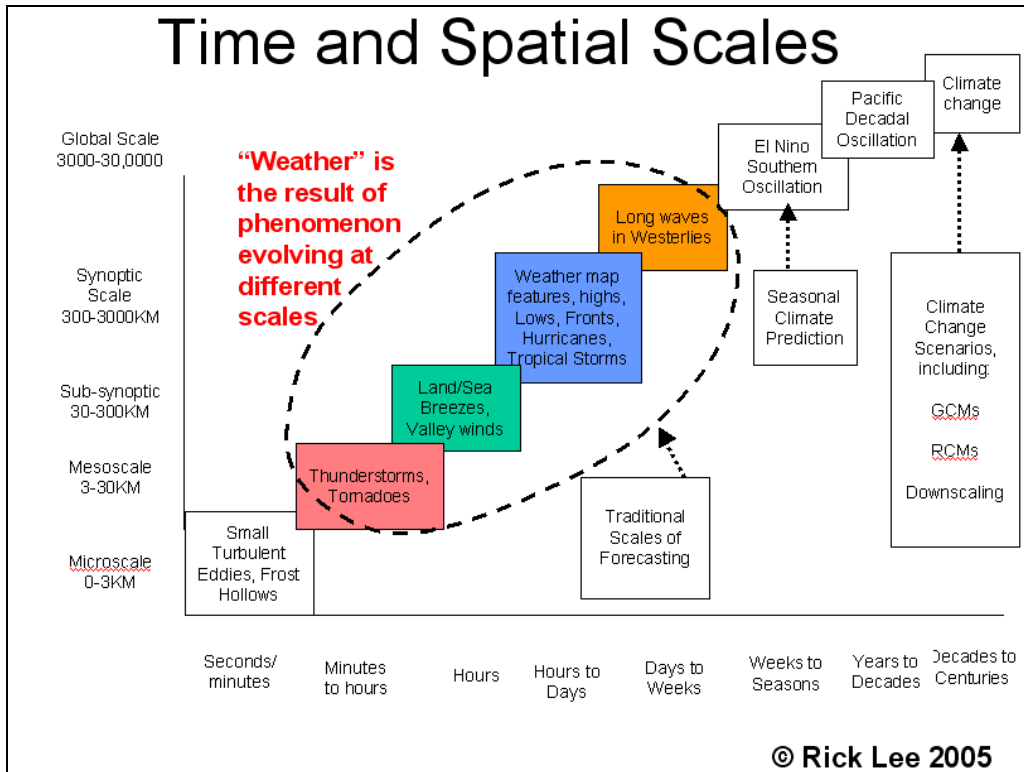 Time and Spatial Scales
Global Scale
3000-30,0000
Synoptic
Scale
300-3000KM
Sub-synoptic
30-300KM
Mesoscale
3-30KM
Microscale
0-3KM
"Weather" is
the result of
phenomenon
evolving at
different
scales
Small
Turbulent
Eddies, Frost
Hollows
Thunderstorms,
Tornadoes
Land/Sea
Breezes,
Valley winds
Weather map
features, highs,
Lows, Fronts,
Hurricanes,
Tropical Storms
Long waves
in Westerlies
El Nino
Southern
Oscillation
Pacific
Decadal
Oscillation
Climate
change
Traditional
Scales of
Forecasting
Seasonal
Climate
Prediction
Climate
Change
Scenarios,
including:
GCMs
RCMs
Downscaling
Seconds/
minutes
Minutes
to hours
Hours
Hours to
Days
Days to
Weeks
Weeks to
Seasons
Years to
Decades
Decades to
Centuries
© Rick Lee 2005